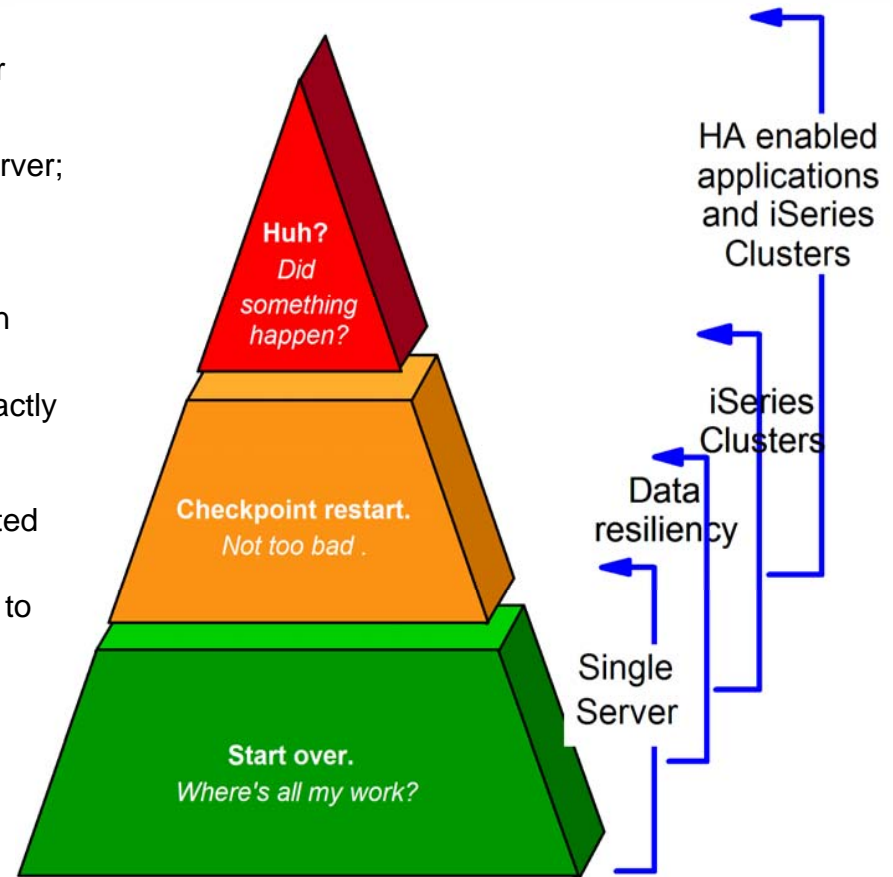 r
rver;
n
actly
ted
to
Huh?
Did
something
happen?
Checkpoint restart.
Not too bad .
Start over.
Where's all my work?
HA enabled
applications
and iSeries
Clusters
iSeries
Clusters
Data
resiliency
Single
Server